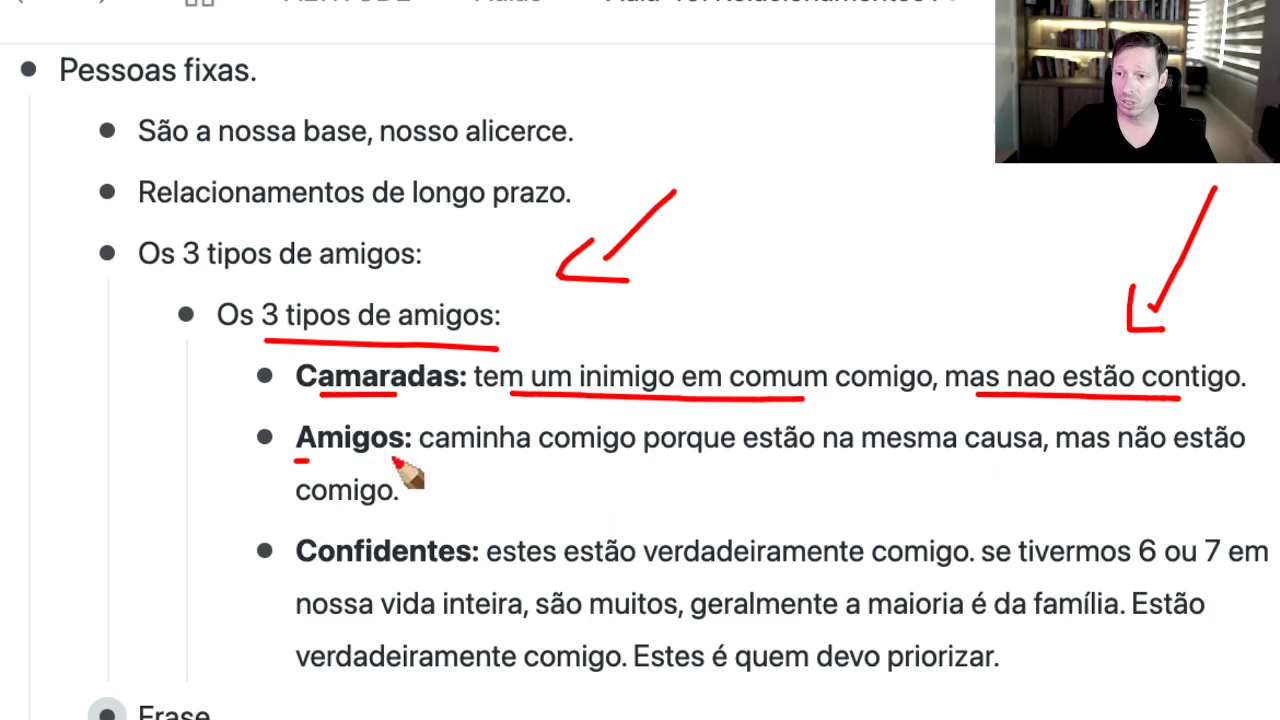 Pessoas fixas.
São a nossa base, nosso alicerce.
Relacionamentos de longo prazo.
Os 3 tipos de amigos:
Os 3 tipos de amigos:
Camaradas: tem um inimigo em comum comigo, mas nao estão contigo.
Amigos: caminha comigo porque estão na mesma causa, mas não estão
comigo.
Confidentes: estes estão verdadeiramente comigo. se tivermos 6 ou 7 em
nossa vida inteira, são muitos, geralmente a maioria é da família. Estão
verdadeiramente comigo. Estes é quem devo priorizar.
Frase